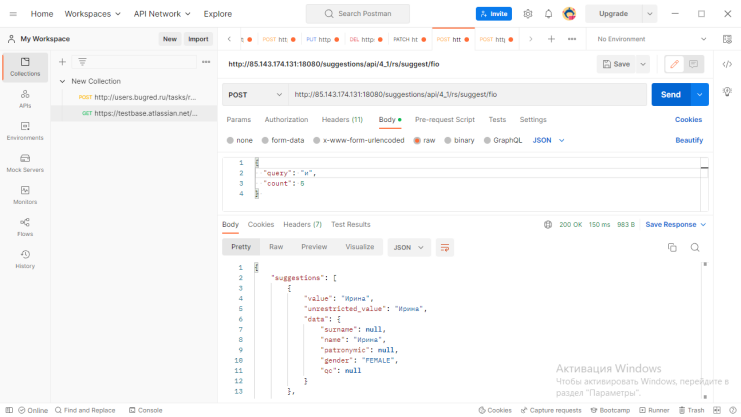 Home Workspaces API Network Explore Search Postman Invite Upgrade
My Workspace New Import POST htt PUT http DEL http PATCH ht POST htt POST http No Environment
Collections
APIs
Environments
Mock Servers
Monitors
Flows
History
New Collection
POST http://users.bugred.ru/tasks/r...
GET https://testbase.atlassian.net/...
http://85.143.174.131:18080/suggestions/api/4_1/rs/suggest/fio Save
POST http://85.143.174.131:18080/suggestions/api/4_1/rs/suggest/fio Send
Params Authorization Headers (11) Body Pre-request Script Tests Settings Cookies
none form-data x-www-form-urlencoded raw binary GraphQL JSON Beautify
1 {
2 "query": "и",
3 "count": 5
4 }
Body Cookies Headers (7) Test Results 200 OK 150 ms 983 B Save Response
Pretty Raw Preview Visualize JSON
1 {
2 "suggestions": [
3 {
4 "value": "Ирина",
5 "unrestricted_value": "Ирина",
6 "data": {
7 "surname": null,
8 "name": "Ирина",
9 "patronymic": null,
10 "gender": "FEMALE",
11 "qc": null
12 }
13 },
Активация Windows
Чтобы активировать Windows, перейдите в
раздел "Параметры".
Online Find and Replace Console Cookies Capture requests Bootcamp Runner Trash